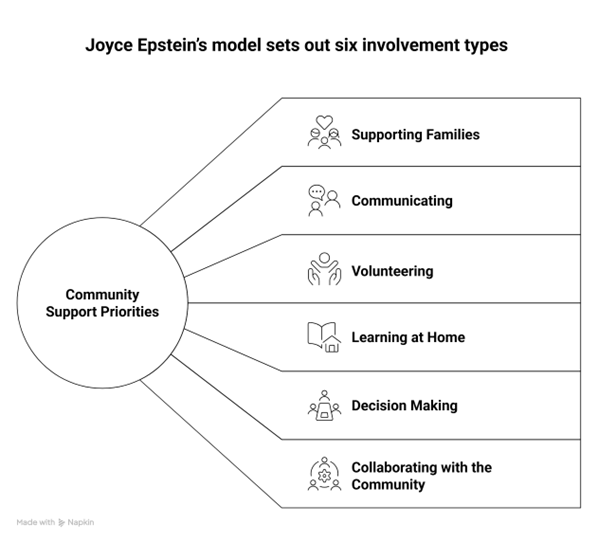 Joyce Epstein’s model sets out six involvement types
Supporting Families
Communicating
Volunteering
Community
Support Priorities
Learning at Home
Decision Making
Collaborating with the
Community
Made with Napkin